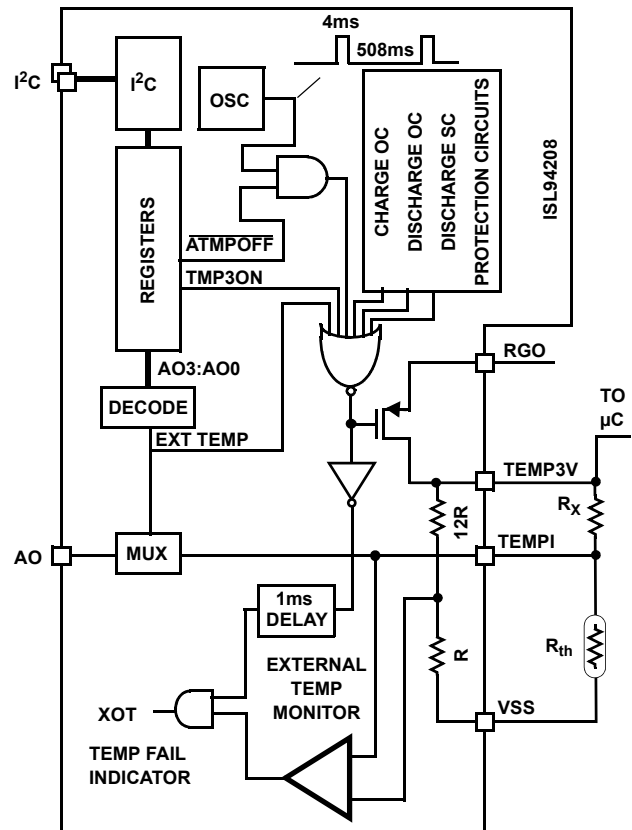 4ms
508ms
I²C
I²C
OSC
CHARGE OC
DISCHARGE OC
DISCHARGE SC
PROTECTION CIRCUITS
ISL94208
REGISTERS
ATMPOFF
TMP3ON
AO3:AO0
DECODE
EXT TEMP
RGO
TO
µC
TEMP3V
12R
RX
AO
MUX
TEMPI
1ms
DELAY
R
Rth
EXTERNAL
TEMP
MONITOR
VSS
XOT
TEMP FAIL
INDICATOR